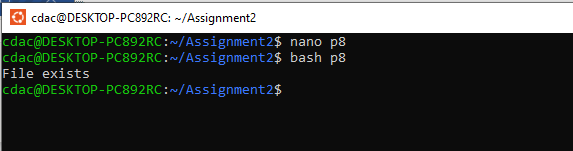 cdac@DESKTOP-PC892RC: ~/Assignment2
cdac@DESKTOP-PC892RC:~/Assignment2$ nano p8
cdac@DESKTOP-PC892RC:~/Assignment2$ bash p8
File exists
cdac@DESKTOP-PC892RC:~/Assignment2$